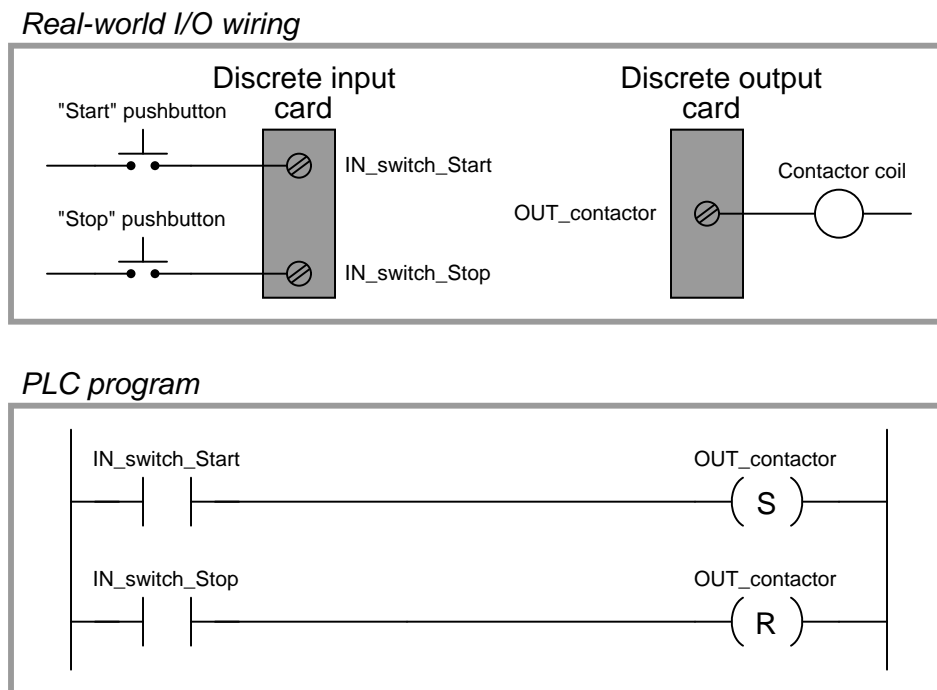 Real-world I/O wiring
Discrete input
card
Discrete output
card
"Start" pushbutton
IN_switch_Start
Contactor coil
OUT_contactor
"Stop" pushbutton
IN_switch_Stop
PLC program
IN_switch_Start
OUT_contactor
S
IN_switch_Stop
OUT_contactor
R